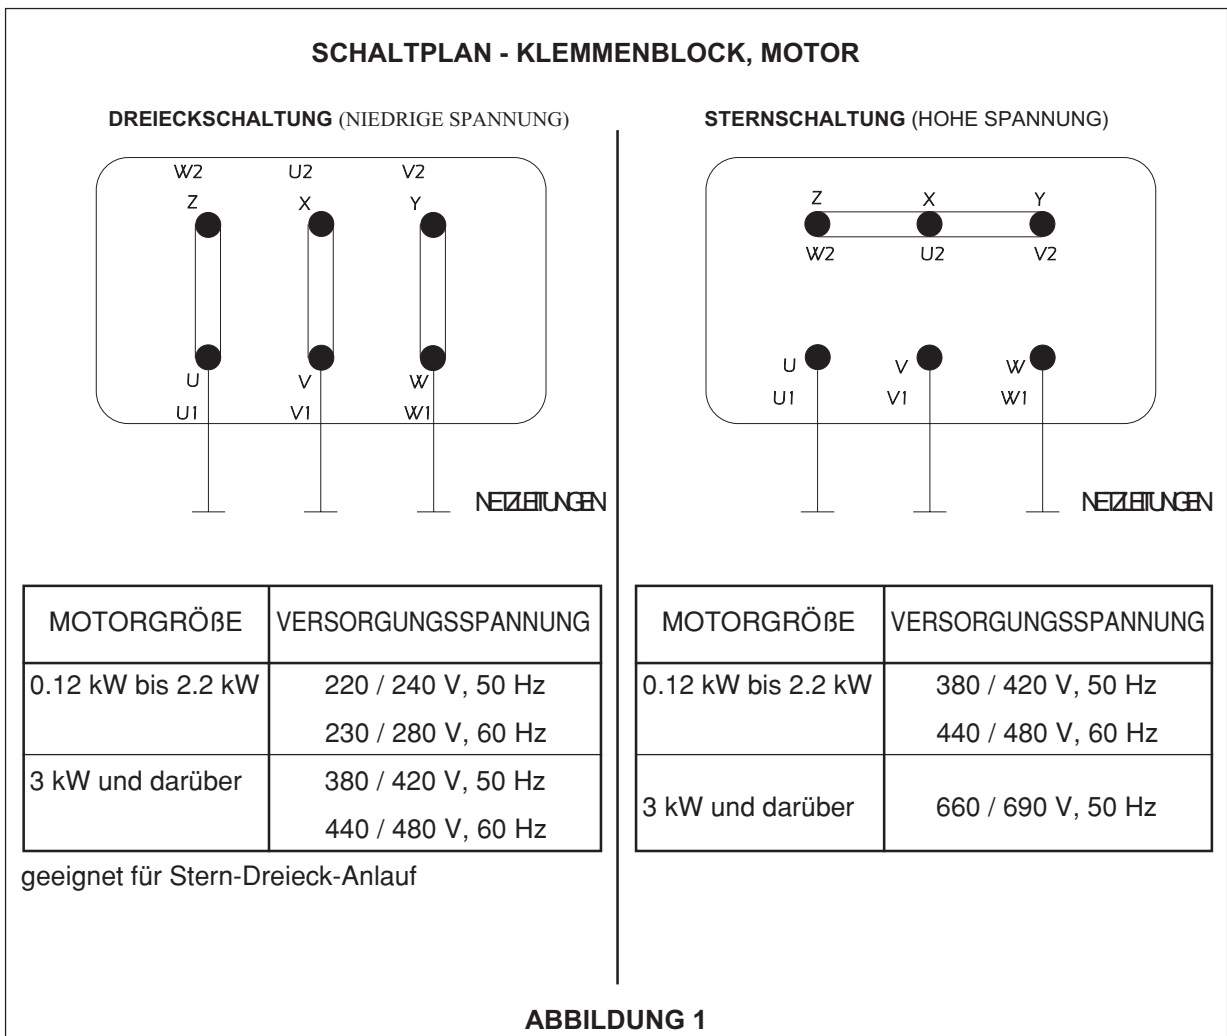 SCHALTPLAN - KLEMMENBLOCK, MOTOR
DREIECKSCHALTUNG (NIEDRIGE SPANNUNG)
W2 U2 V2
Z X Y
U V W
U1 V1 W1
NETZLEITUNGEN
MOTORGRÖßE VERSORGUNGSSPANNUNG
0.12 kW bis 2.2 kW 220 / 240 V, 50 Hz
230 / 280 V, 60 Hz
3 kW und darüber 380 / 420 V, 50 Hz
440 / 480 V, 60 Hz
geeignet für Stern-Dreieck-Anlauf
STERNSCHALTUNG (HOHE SPANNUNG)
Z X Y
W2 U2 V2
U V W
U1 V1 W1
NETZLEITUNGEN
MOTORGRÖßE VERSORGUNGSSPANNUNG
0.12 kW bis 2.2 kW 380 / 420 V, 50 Hz
440 / 480 V, 60 Hz
3 kW und darüber 660 / 690 V, 50 Hz
ABBILDUNG 1